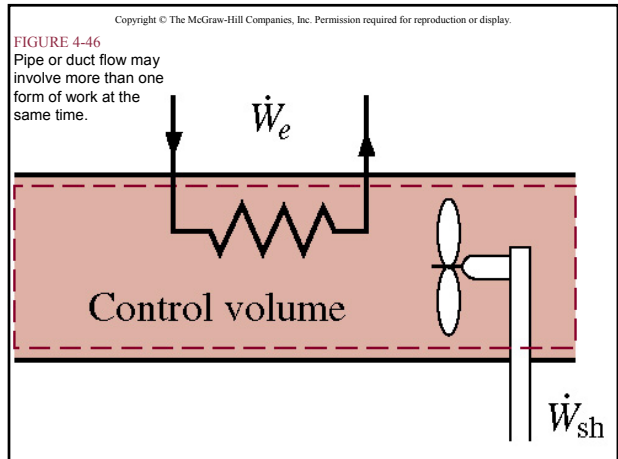 Copyright © The McGraw-Hill Companies, Inc. Permission required for reproduction or display.
FIGURE 4-46
Pipe or duct flow may
involve more than one
form of work at the
same time.
Ẇe
Control volume
Ẇsh